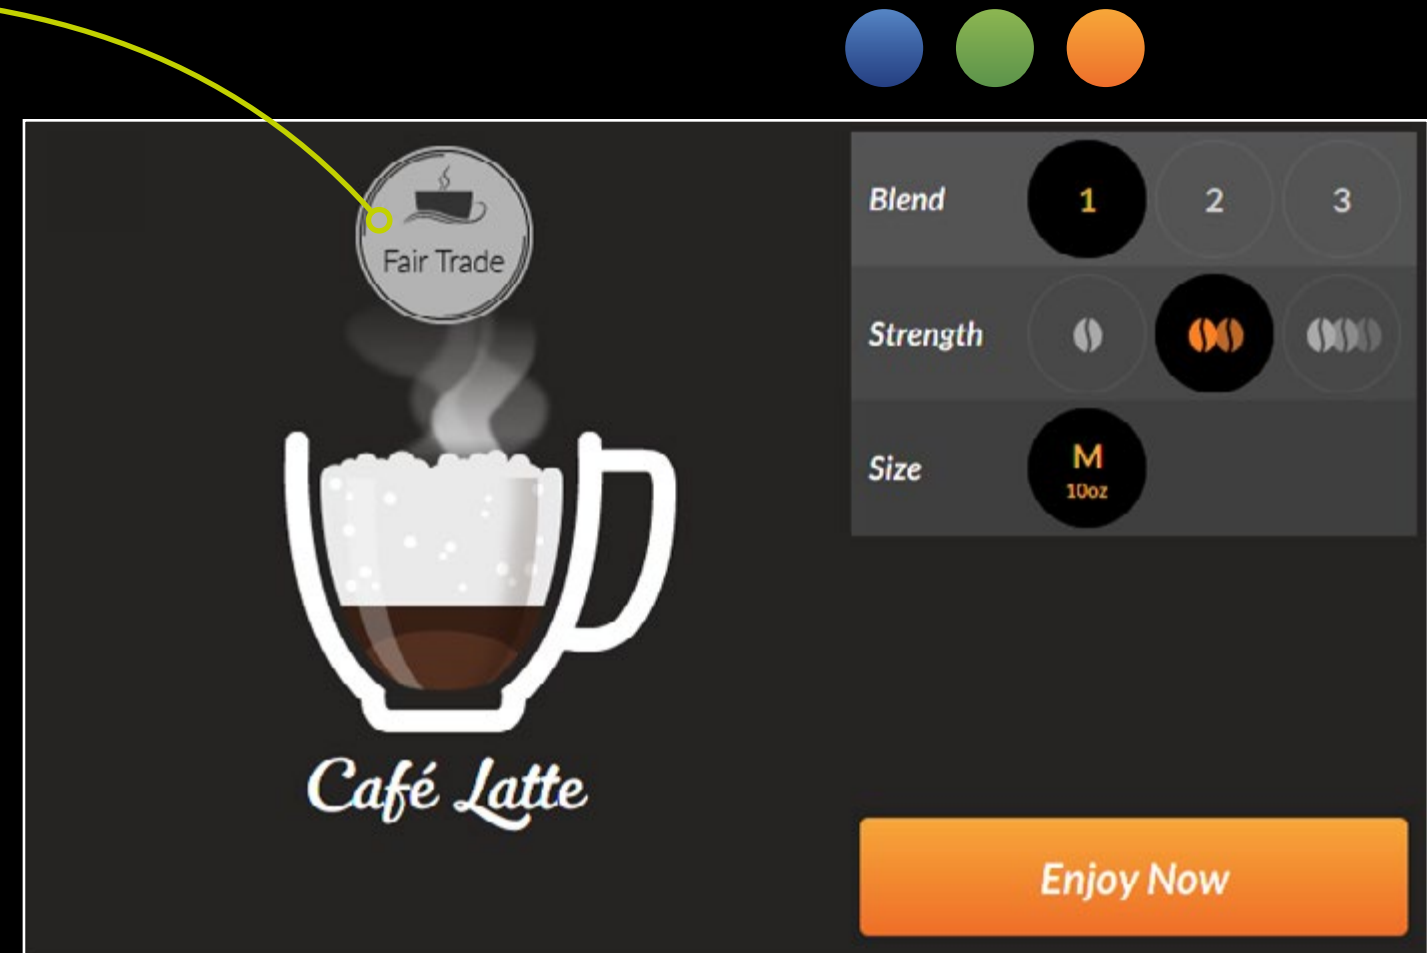 Fair Trade
Café Latte
Blend 1 2 3
Strength
Size M
10oz
Enjoy Now